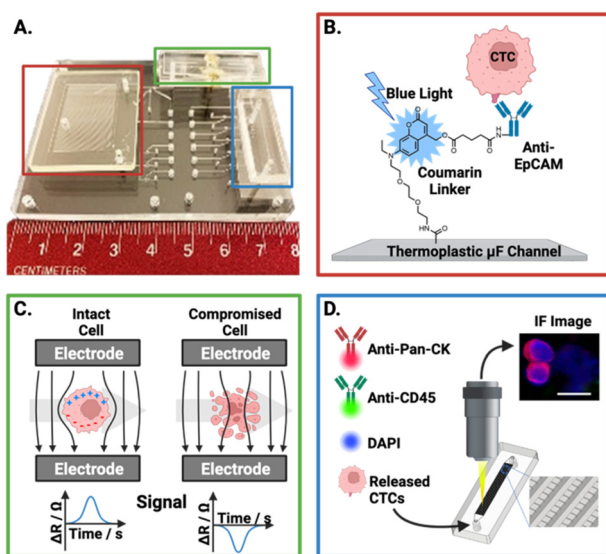 A.
1 2 3 4 5 6 7 8
CENTIMETERS
B.
CTC
Blue Light
O
O
O
O
O
H
N
Anti-
EpCAM
Coumarin
Linker
N
O
O
NH
O
Thermoplastic µF Channel
C.
Intact
Cell
Compromised
Cell
Electrode
Electrode
Electrode
Electrode
Signal
ΔR / Ω
Time / s
ΔR / Ω
Time / s
D.
IF Image
Anti-Pan-CK
Anti-CD45
DAPI
Released
CTCs